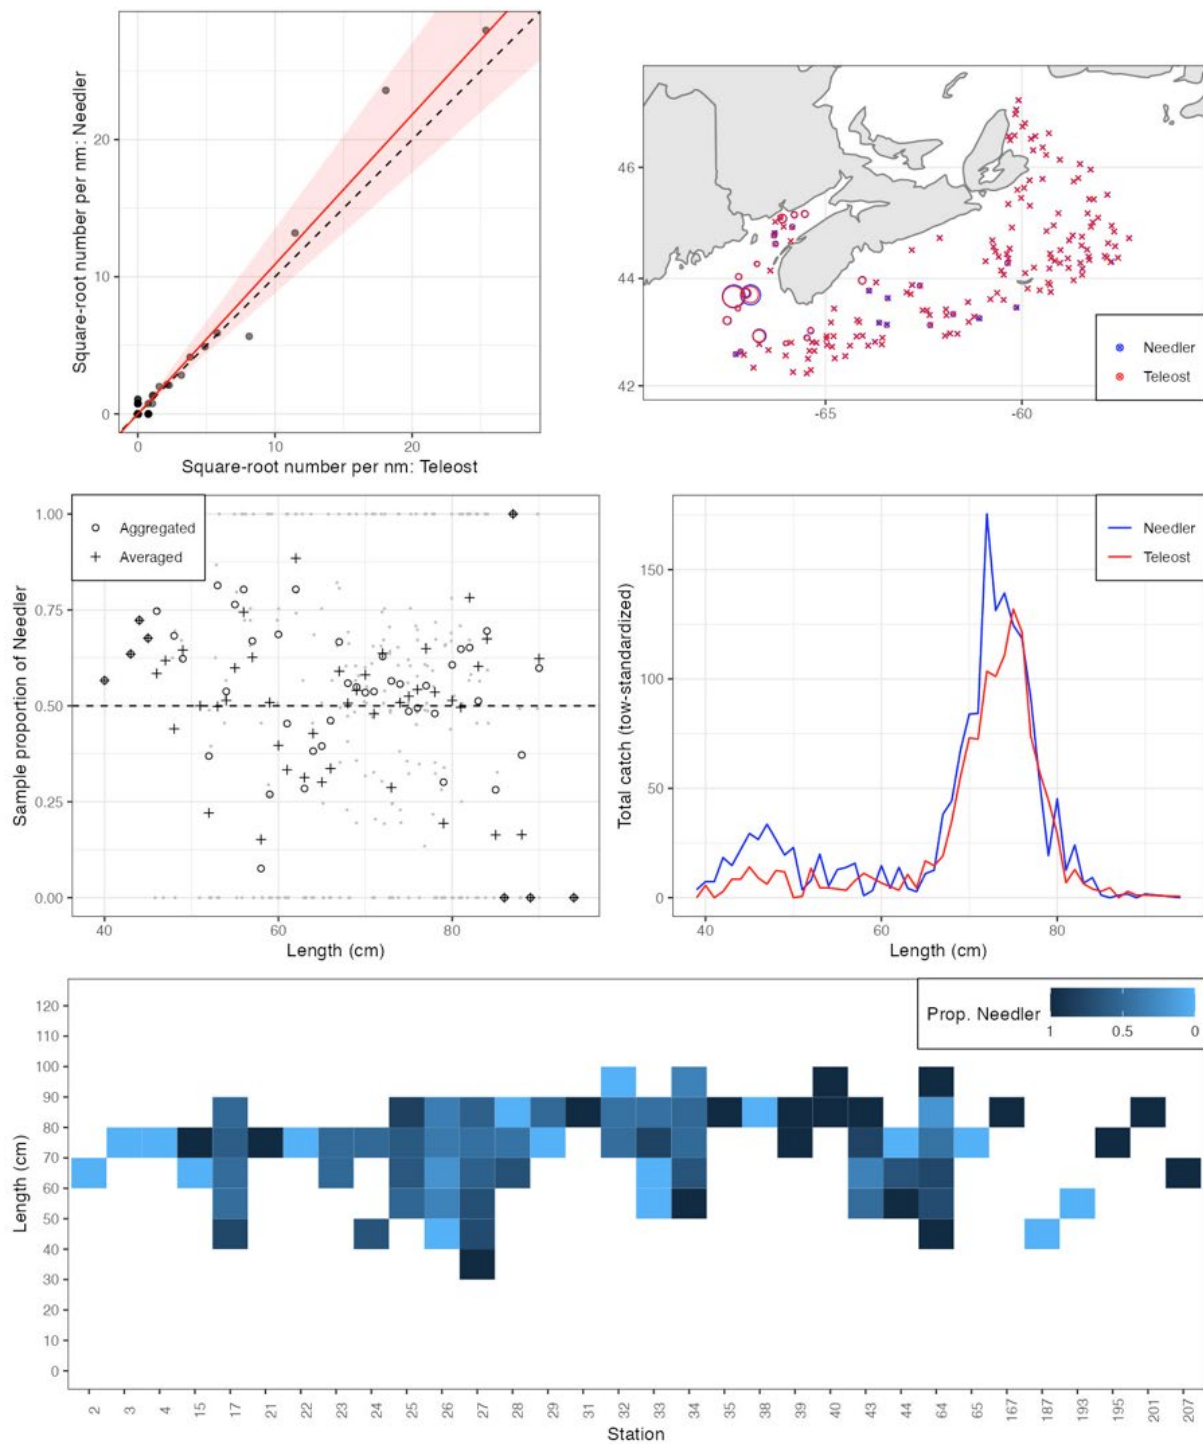 Square-root number per nm: Needler
20
10
0
0
10
20
Square-root number per nm: Teleost
46
44
42
-65
-60
Needler
Teleost
Sample proportion of Needler
1.00
0.75
0.50
0.25
0.00
Aggregated
Averaged
40
60
80
Length (cm)
Total catch (tow-standardized)
150
100
50
0
Needler
Teleost
40
60
80
Length (cm)
Length (cm)
120
110
100
90
80
70
60
50
40
30
20
10
0
Prop. Needler
1 0.5 0
2 3 4 15 17 21 22 23 24 25 26 27 28 29 31 32 33 34 35 38 39 40 43 44 64 65 167 187 193 195 201 207
Station